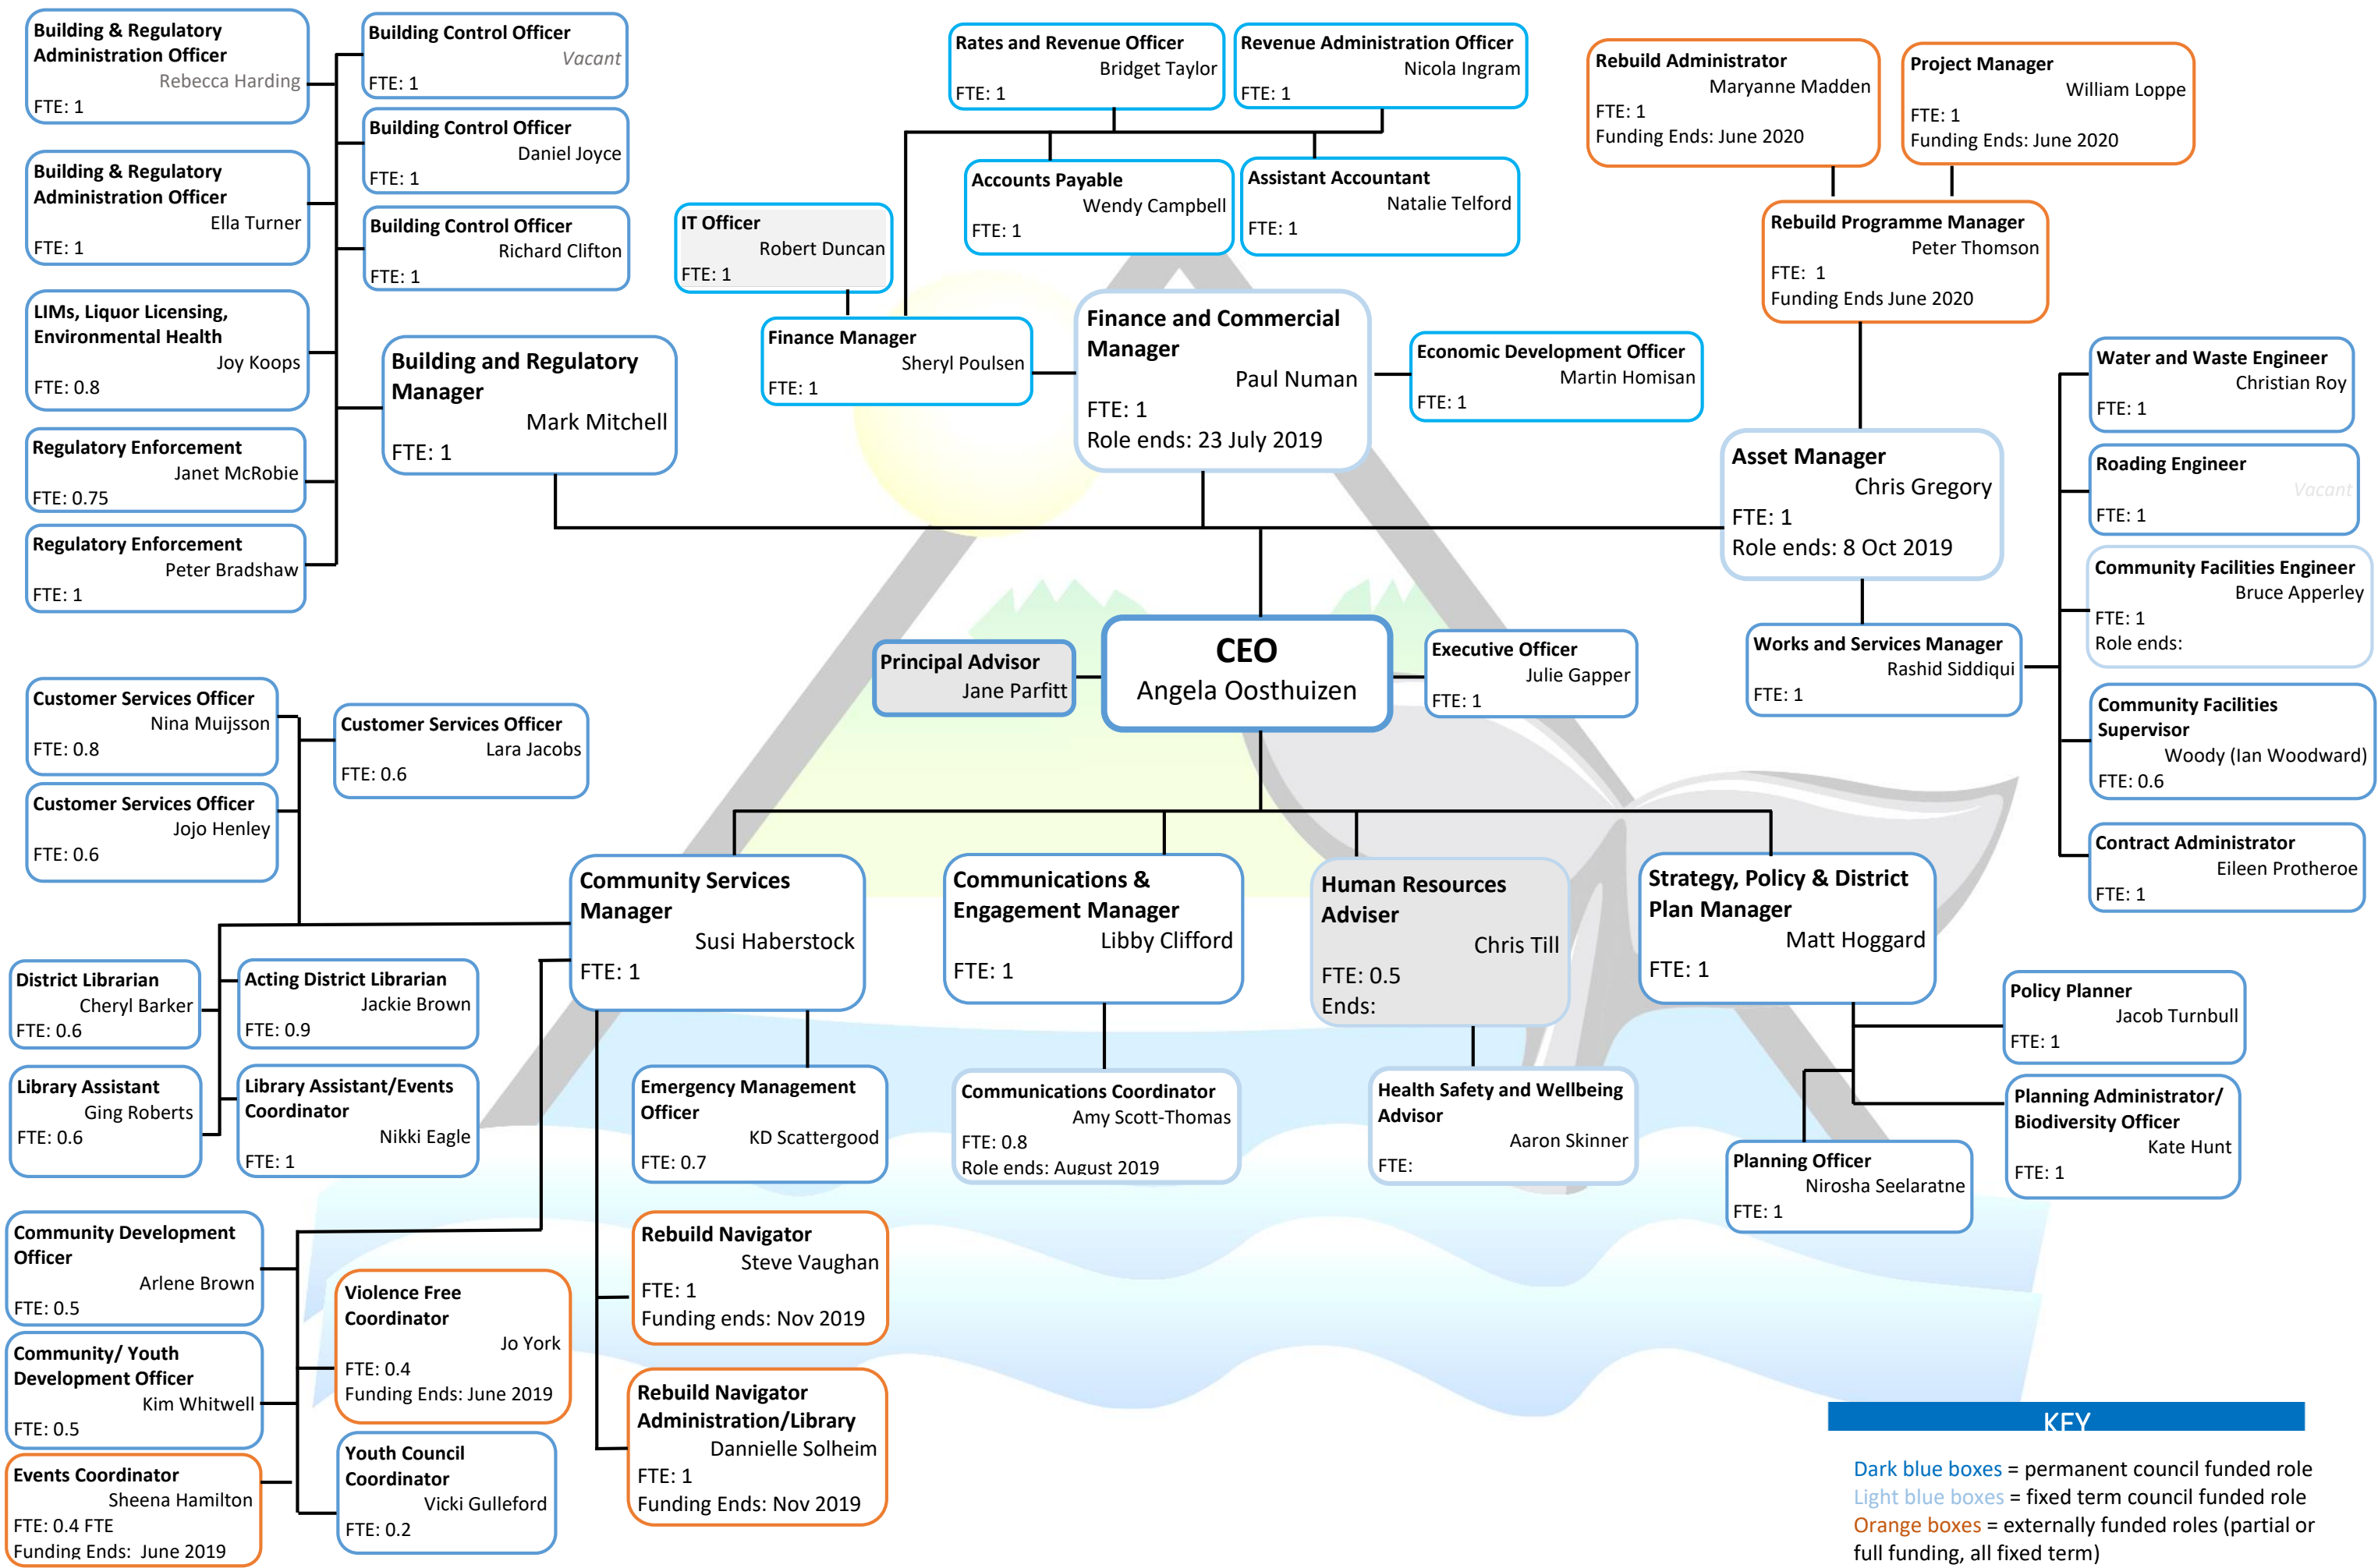 Building & Regulatory
Administration Officer
Rebecca Harding
FTE: 1
Building Control Officer
Vacant
FTE: 1
Building & Regulatory
Administration Officer
Ella Turner
FTE: 1
Building Control Officer
Daniel Joyce
FTE: 1
Building Control Officer
Richard Clifton
FTE: 1
LIMs, Liquor Licensing,
Environmental Health
Joy Koops
FTE: 0.8
Regulatory Enforcement
Janet McRobie
FTE: 0.75
Regulatory Enforcement
Peter Bradshaw
FTE: 1
Building and Regulatory
Manager
Mark Mitchell
FTE: 1
Rates and Revenue Officer
Bridget Taylor
FTE: 1
Revenue Administration Officer
Nicola Ingram
FTE: 1
Accounts Payable
Wendy Campbell
FTE: 1
Assistant Accountant
Natalie Telford
FTE: 1
IT Officer
Robert Duncan
FTE: 1
Finance Manager
Sheryl Poulsen
FTE: 1
Finance and Commercial
Manager
Paul Numan
FTE: 1
Role ends: 23 July 2019
Economic Development Officer
Martin Homisan
FTE: 1
Rebuild Administrator
Maryanne Madden
FTE: 1
Funding Ends: June 2020
Project Manager
William Loppe
FTE: 1
Funding Ends: June 2020
Rebuild Programme Manager
Peter Thomson
FTE: 1
Funding Ends June 2020
Asset Manager
Chris Gregory
FTE: 1
Role ends: 8 Oct 2019
Water and Waste Engineer
Christian Roy
FTE: 1
Roading Engineer
Vacant
FTE: 1
Community Facilities Engineer
Bruce Apperley
FTE: 1
Role ends:
Works and Services Manager
Rashid Siddiqui
FTE: 1
Community Facilities
Supervisor
Woody (Ian Woodward)
FTE: 0.6
Contract Administrator
Eileen Protheroe
FTE: 1
Principal Advisor
Jane Parfitt
CEO
Angela Oosthuizen
Executive Officer
Julie Gapper
FTE: 1
Customer Services Officer
Nina Muijsson
FTE: 0.8
Customer Services Officer
Lara Jacobs
FTE: 0.6
Customer Services Officer
Jojo Henley
FTE: 0.6
Community Services
Manager
Susi Haberstock
FTE: 1
Communications &
Engagement Manager
Libby Clifford
FTE: 1
Human Resources
Adviser
Chris Till
FTE: 0.5
Ends:
Strategy, Policy & District
Plan Manager
Matt Hoggard
FTE: 1
District Librarian
Cheryl Barker
FTE: 0.6
Acting District Librarian
Jackie Brown
FTE: 0.9
Library Assistant
Ging Roberts
FTE: 0.6
Library Assistant/Events
Coordinator
Nikki Eagle
FTE: 1
Emergency Management
Officer
KD Scattergood
FTE: 0.7
Communications Coordinator
Amy Scott-Thomas
FTE: 0.8
Role ends: August 2019
Health Safety and Wellbeing
Advisor
Aaron Skinner
FTE:
Policy Planner
Jacob Turnbull
FTE: 1
Planning Administrator/
Biodiversity Officer
Kate Hunt
FTE: 1
Planning Officer
Nirosha Seelaratne
FTE: 1
Community Development
Officer
Arlene Brown
FTE: 0.5
Community/ Youth
Development Officer
Kim Whitwell
FTE: 0.5
Events Coordinator
Sheena Hamilton
FTE: 0.4 FTE
Funding Ends: June 2019
Violence Free
Coordinator
Jo York
FTE: 0.4
Funding Ends: June 2019
Youth Council
Coordinator
Vicki Gulleford
FTE: 0.2
Rebuild Navigator
Steve Vaughan
FTE: 1
Funding ends: Nov 2019
Rebuild Navigator
Administration/Library
Dannielle Solheim
FTE: 1
Funding Ends: Nov 2019
KEY
Dark blue boxes = permanent council funded role
Light blue boxes = fixed term council funded role
Orange boxes = externally funded roles (partial or
full funding, all fixed term)